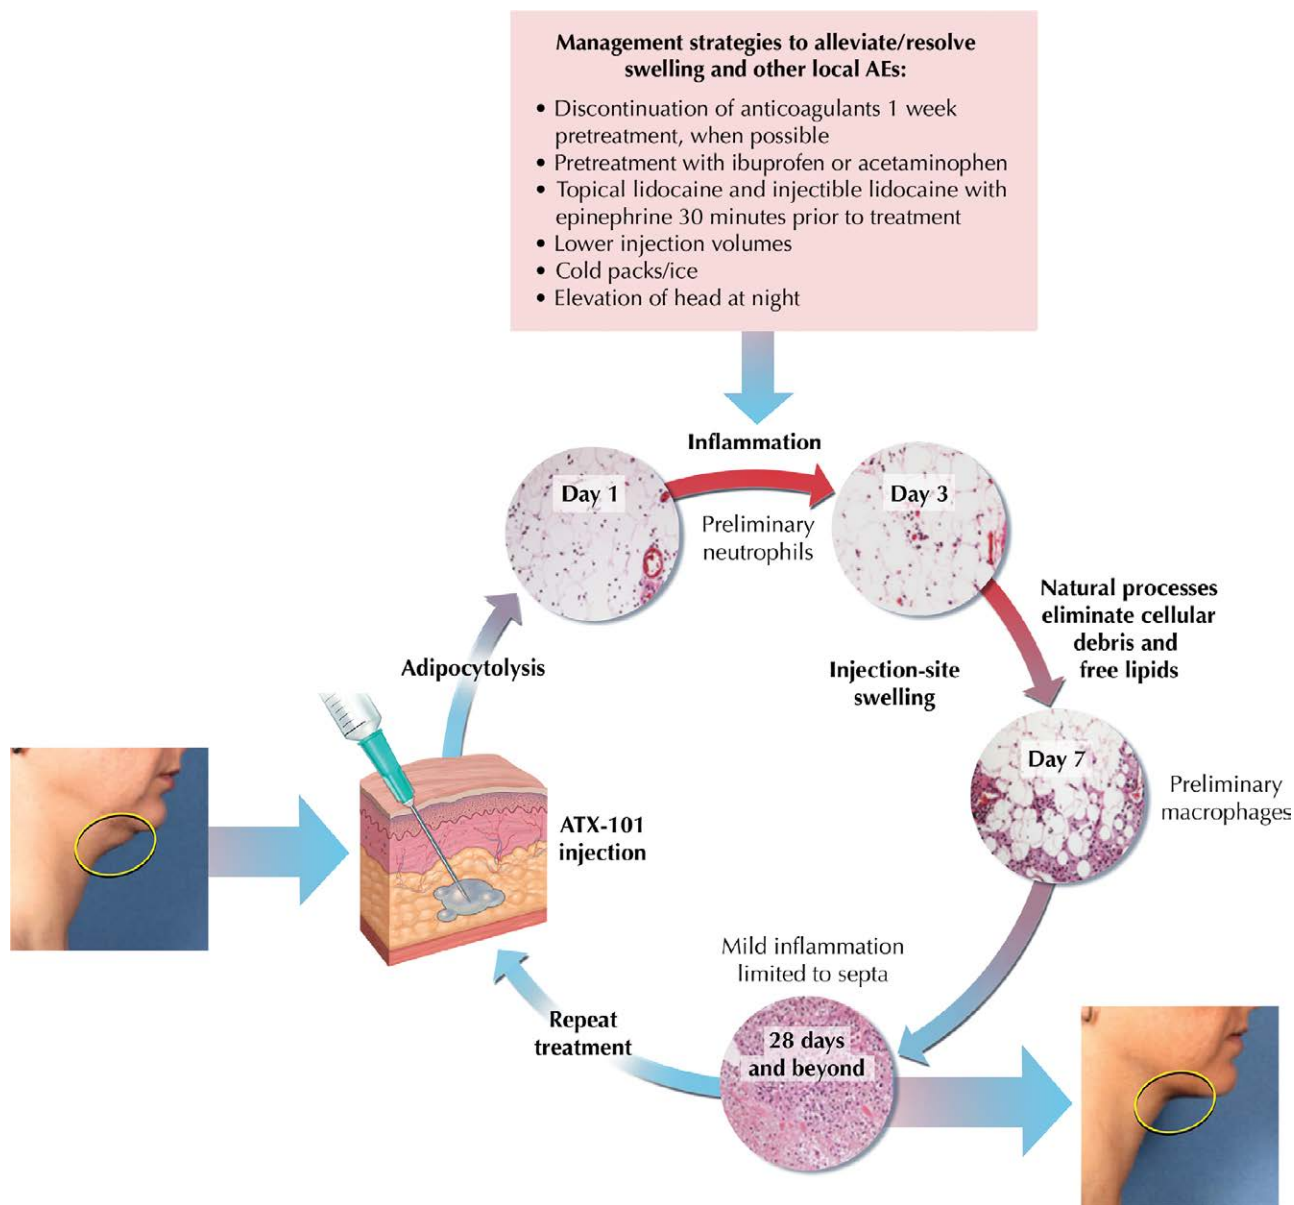 Management strategies to alleviate/resolve
swelling and other local AEs:
• Discontinuation of anticoagulants 1 week
pretreatment, when possible
• Pretreatment with ibuprofen or acetaminophen
• Topical lidocaine and injectible lidocaine with
epinephrine 30 minutes prior to treatment
• Lower injection volumes
• Cold packs/ice
• Elevation of head at night
Inflammation
Day 1
Day 3
Preliminary
neutrophils
Natural processes
eliminate cellular
debris and
free lipids
Adipocytolysis
Injection-site
swelling
Day 7
Preliminary
macrophages
ATX-101
injection
Mild inflammation
limited to septa
28 days
and beyond
Repeat
treatment